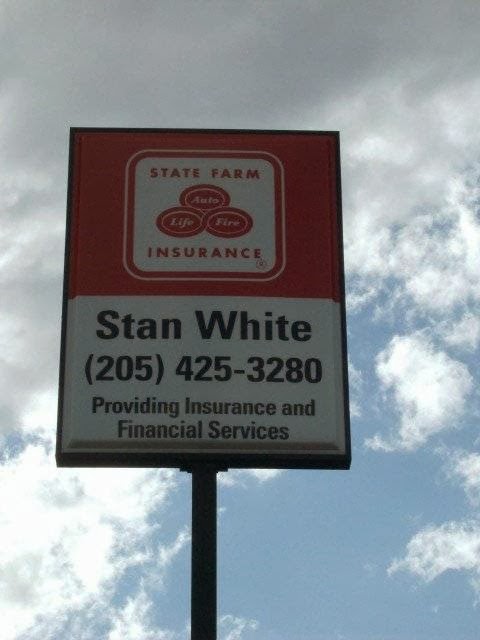 STATE FARM
Auto
Life Fire
INSURANCE®
Stan White
(205) 425-3280
Providing Insurance and
Financial Services